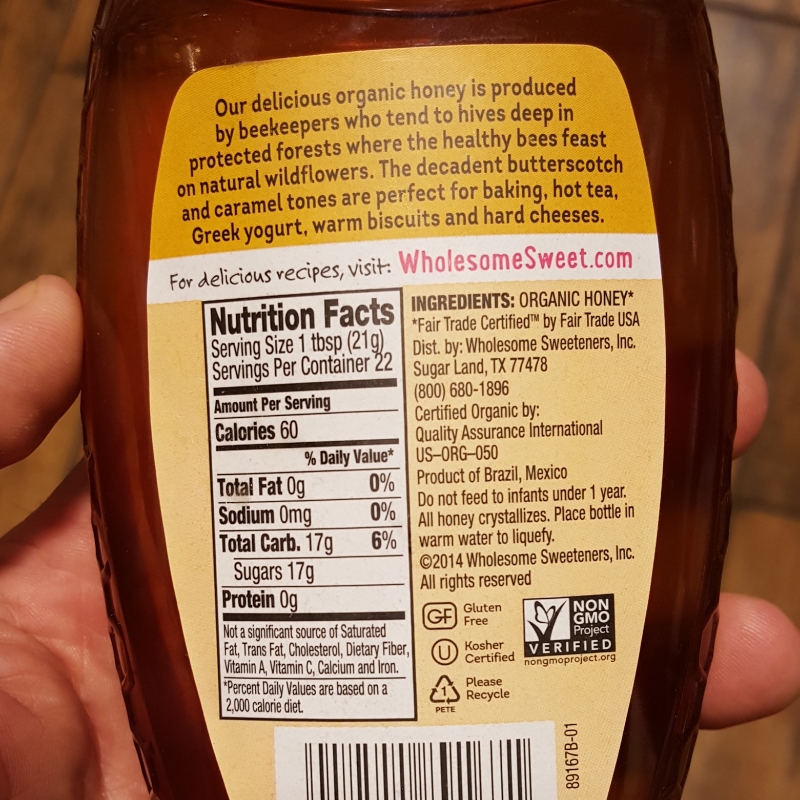 Our delicious organic honey is produced
by beekeepers who tend to hives deep in
protected forests where the healthy bees feast
on natural wildflowers. The decadent butterscotch
and caramel tones are perfect for baking, hot tea,
Greek yogurt, warm biscuits and hard cheeses.
For delicious recipes, visit: WholesomeSweet.com
Nutrition Facts
Serving Size 1 tbsp (21g)
Servings Per Container 22
Amount Per Serving
Calories 60
% Daily Value*
Total Fat 0g 0%
Sodium 0mg 0%
Total Carb. 17g 6%
Sugars 17g
Protein 0g
Not a significant source of Saturated
Fat, Trans Fat, Cholesterol, Dietary Fiber,
Vitamin A, Vitamin C, Calcium and Iron.
*Percent Daily Values are based on a
2,000 calorie diet.
INGREDIENTS: ORGANIC HONEY*
*Fair Trade Certified™ by Fair Trade USA
Dist. by: Wholesome Sweeteners, Inc.
Sugar Land, TX 77478
(800) 680-1896
Certified Organic by:
Quality Assurance International
US–ORG–050
Product of Brazil, Mexico
Do not feed to infants under 1 year.
All honey crystallizes. Place bottle in
warm water to liquefy.
©2014 Wholesome Sweeteners, Inc.
All rights reserved
GF Gluten
Free
U Kosher
Certified
1 Please
Recycle
PETE
NON
GMO
Project
VERIFIED
nongmoproject.org
89167B-01